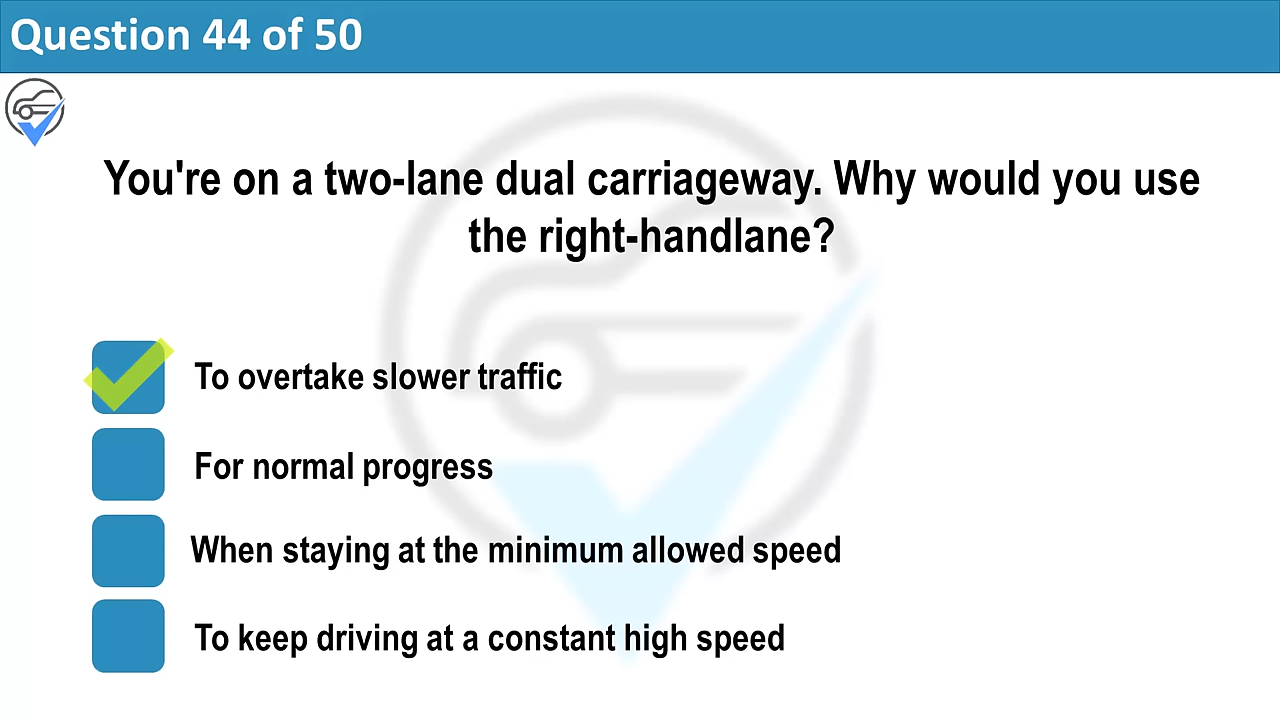 Question 44 of 50
You're on a two-lane dual carriageway. Why would you use
the right-handlane?
To overtake slower traffic
For normal progress
When staying at the minimum allowed speed
To keep driving at a constant high speed